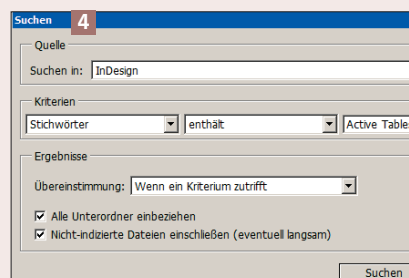 Suchen 4
Quelle
Suchen in: InDesign
Kriterien
Stichwörter enthält Active Tables
Ergebnisse
Übereinstimmung: Wenn ein Kriterium zutrifft
Alle Unterordner einbeziehen
Nicht-indizierte Dateien einschließen (eventuell langsam)
Suchen